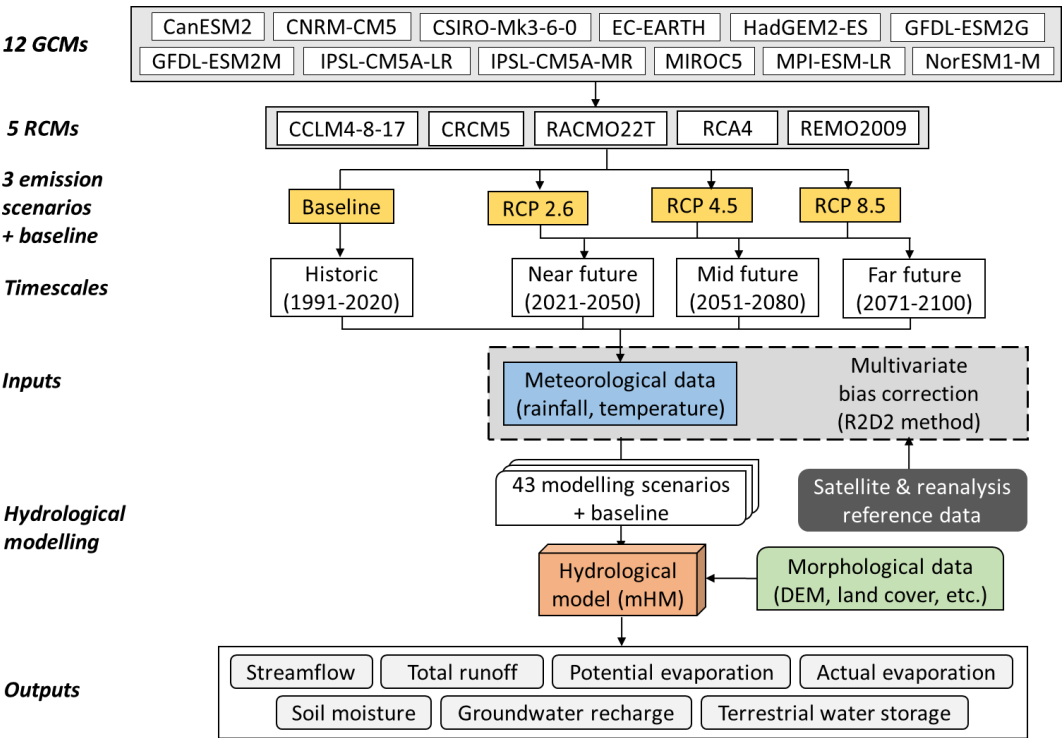 12 GCMs
CanESM2 CNRM-CM5 CSIRO-Mk3-6-0 EC-EARTH HadGEM2-ES GFDL-ESM2G
GFDL-ESM2M IPSL-CM5A-LR IPSL-CM5A-MR MIROC5 MPI-ESM-LR NorESM1-M
5 RCMs
CCLM4-8-17 CRCM5 RACMO22T RCA4 REMO2009
3 emission
scenarios
+ baseline
Baseline RCP 2.6 RCP 4.5 RCP 8.5
Timescales
Historic
(1991-2020)
Near future
(2021-2050)
Mid future
(2051-2080)
Far future
(2071-2100)
Inputs
Meteorological data
(rainfall, temperature)
Multivariate
bias correction
(R2D2 method)
Satellite & reanalysis
reference data
Hydrological
modelling
43 modelling scenarios
+ baseline
Hydrological
model (mHM)
Morphological data
(DEM, land cover, etc.)
Outputs
Streamflow Total runoff Potential evaporation Actual evaporation
Soil moisture Groundwater recharge Terrestrial water storage